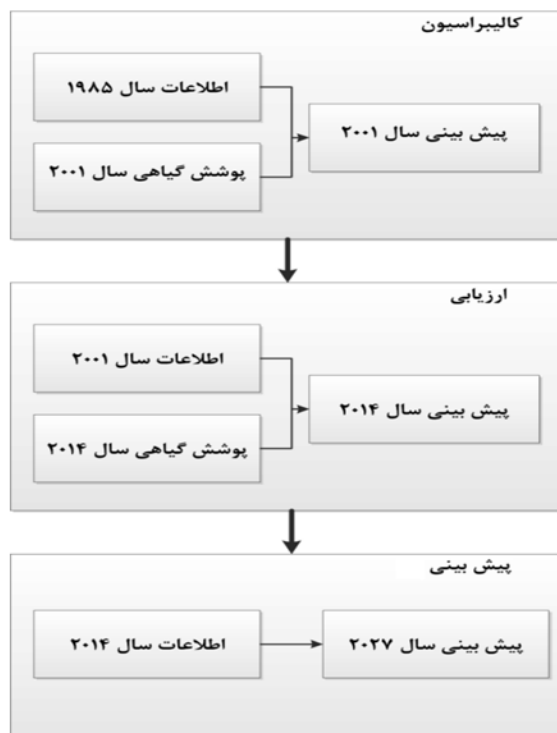 کالیبراسیون
اطلاعات سال ۱۹۸۵
پوشش گیاهی سال ۲۰۰۱
پیش بینی سال ۲۰۰۱
ارزیابی
اطلاعات سال ۲۰۰۱
پوشش گیاهی سال ۲۰۱۴
پیش بینی سال ۲۰۱۴
پیش بینی
اطلاعات سال ۲۰۱۴
پیش بینی سال ۲۰۲۷